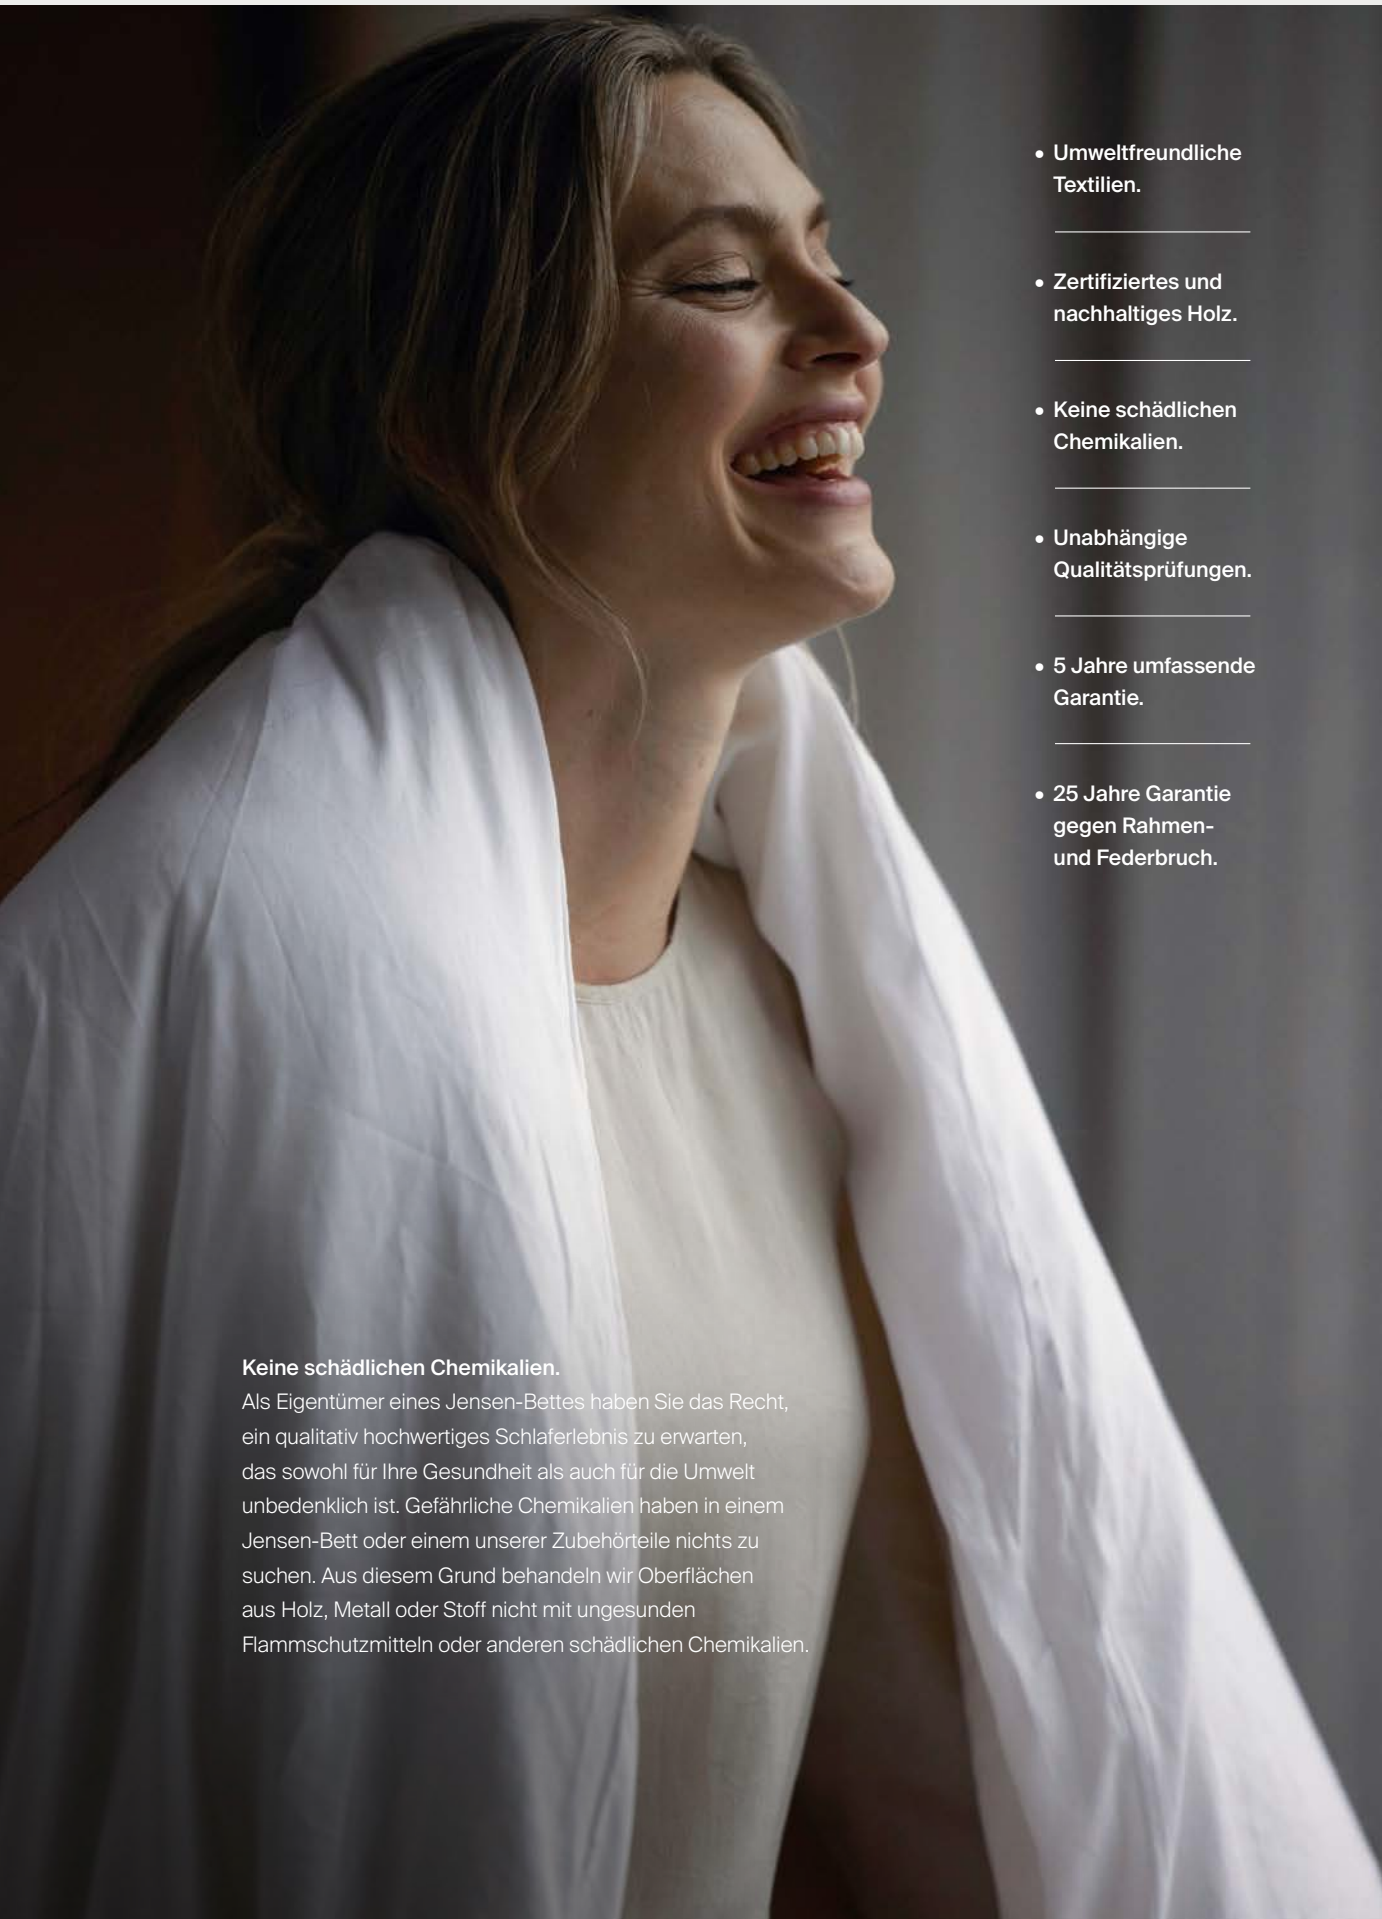 • Umweltfreundliche
Textilien.
• Zertifiziertes und
nachhaltiges Holz.
• Keine schädlichen
Chemikalien.
• Unabhängige
Qualitätsprüfungen.
• 5 Jahre umfassende
Garantie.
• 25 Jahre Garantie
gegen Rahmen-
und Federbruch.
Keine schädlichen Chemikalien.
Als Eigentümer eines Jensen-Bettes haben Sie das Recht,
ein qualitativ hochwertiges Schlaferlebnis zu erwarten,
das sowohl für Ihre Gesundheit als auch für die Umwelt
unbedenklich ist. Gefährliche Chemikalien haben in einem
Jensen-Bett oder einem unserer Zubehörteile nichts zu
suchen. Aus diesem Grund behandeln wir Oberflächen
aus Holz, Metall oder Stoff nicht mit ungesunden
Flammschutzmitteln oder anderen schädlichen Chemikalien.